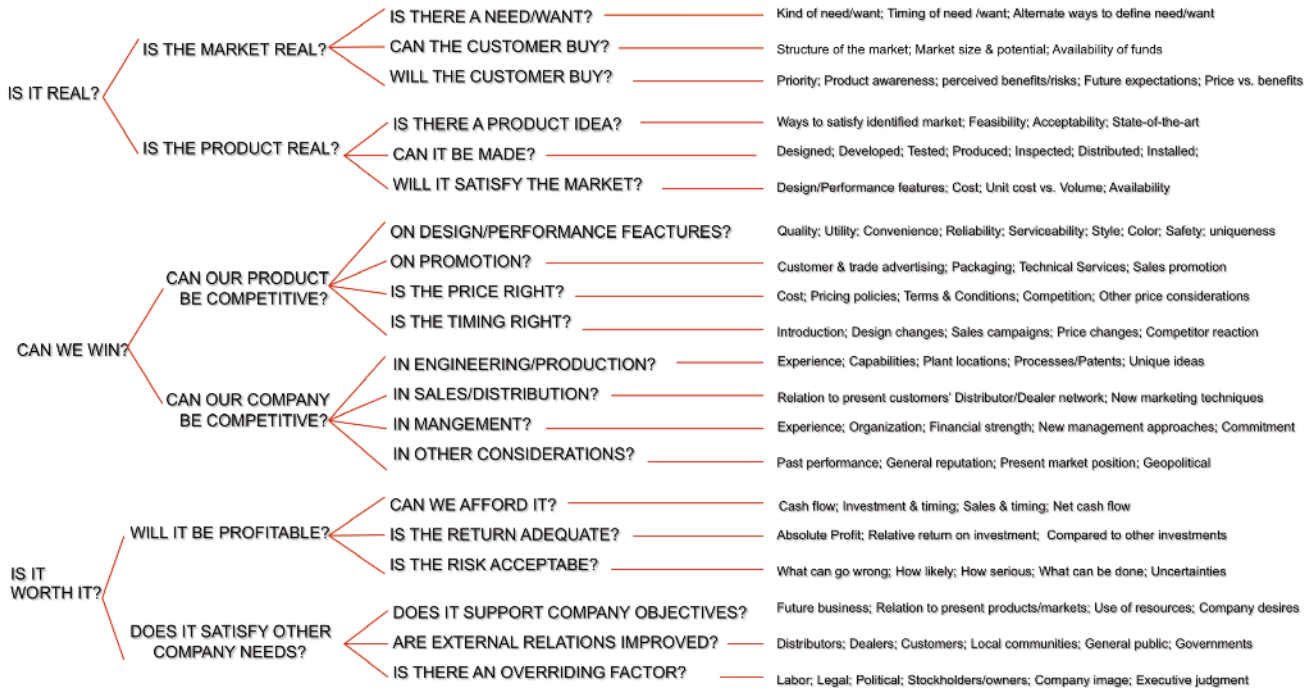 IS IT REAL?
IS THE MARKET REAL?
IS THERE A NEED/WANT?
Kind of need/want; Timing of need /want; Alternate ways to define need/want
CAN THE CUSTOMER BUY?
Structure of the market; Market size & potential; Availability of funds
WILL THE CUSTOMER BUY?
Priority; Product awareness; perceived benefits/risks; Future expectations; Price vs. benefits
IS THE PRODUCT REAL?
IS THERE A PRODUCT IDEA?
Ways to satisfy identified market; Feasibility; Acceptability; State-of-the-art
CAN IT BE MADE?
Designed; Developed; Tested; Produced; Inspected; Distributed; Installed;
WILL IT SATISFY THE MARKET?
Design/Performance features; Cost; Unit cost vs. Volume; Availability
CAN WE WIN?
CAN OUR PRODUCT
BE COMPETITIVE?
ON DESIGN/PERFORMANCE FEACTURES?
Quality; Utility; Convenience; Reliability; Serviceability; Style; Color; Safety; uniqueness
ON PROMOTION?
Customer & trade advertising; Packaging; Technical Services; Sales promotion
IS THE PRICE RIGHT?
Cost; Pricing policies; Terms & Conditions; Competition; Other price considerations
IS THE TIMING RIGHT?
Introduction; Design changes; Sales campaigns; Price changes; Competitor reaction
CAN OUR COMPANY
BE COMPETITIVE?
IN ENGINEERING/PRODUCTION?
Experience; Capabilities; Plant locations; Processes/Patents; Unique ideas
IN SALES/DISTRIBUTION?
Relation to present customers' Distributor/Dealer network; New marketing techniques
IN MANGEMENT?
Experience; Organization; Financial strength; New management approaches; Commitment
IN OTHER CONSIDERATIONS?
Past performance; General reputation; Present market position; Geopolitical
IS IT
WORTH IT?
WILL IT BE PROFITABLE?
CAN WE AFFORD IT?
Cash flow; Investment & timing; Sales & timing; Net cash flow
IS THE RETURN ADEQUATE?
Absolute Profit; Relative return on investment; Compared to other investments
IS THE RISK ACCEPTABE?
What can go wrong; How likely; How serious; What can be done; Uncertainties
DOES IT SATISFY OTHER
COMPANY NEEDS?
DOES IT SUPPORT COMPANY OBJECTIVES?
Future business; Relation to present products/markets; Use of resources; Company desires
ARE EXTERNAL RELATIONS IMPROVED?
Distributors; Dealers; Customers; Local communities; General public; Governments
IS THERE AN OVERRIDING FACTOR?
Labor; Legal; Political; Stockholders/owners; Company image; Executive judgment